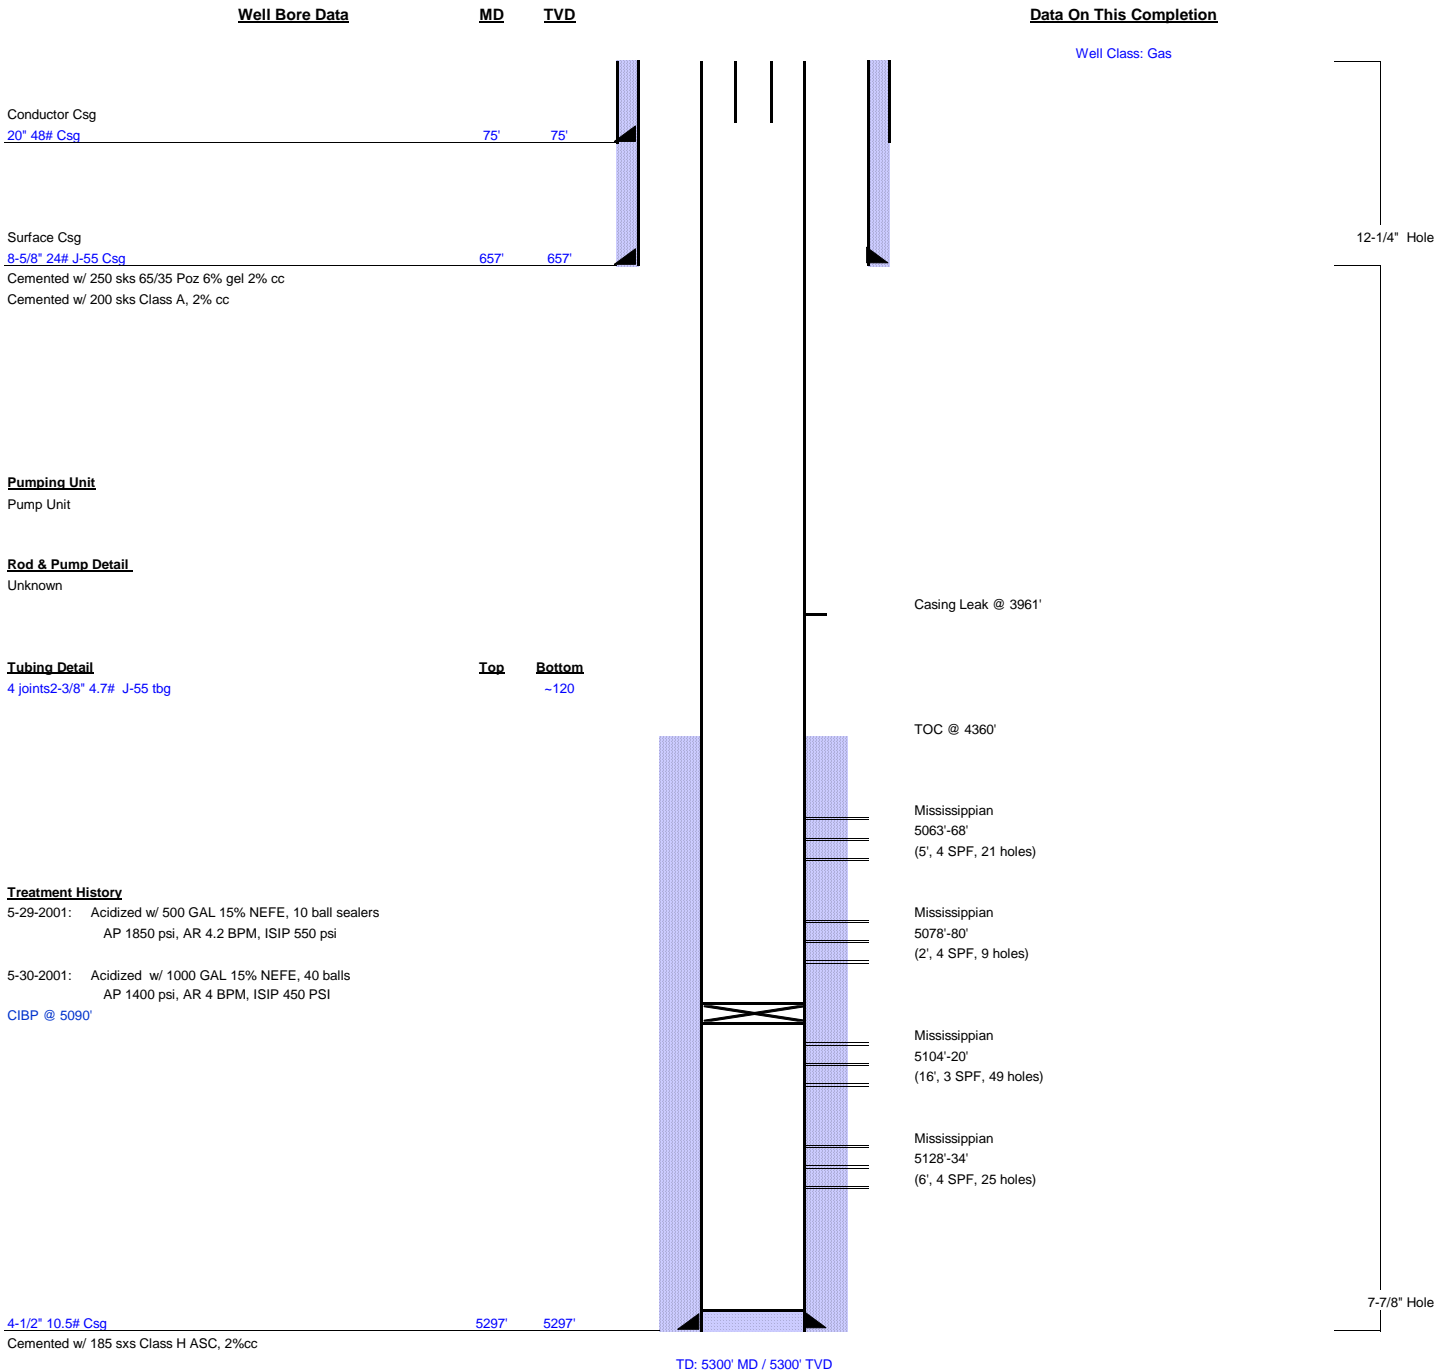 Well Bore Data MD TVD Data On This Completion
Well Class: Gas
Conductor Csg
20" 48# Csg 75' 75'
Surface Csg
12-1/4" Hole
8-5/8" 24# J-55 Csg 657' 657'
Cemented w/ 250 sks 65/35 Poz 6% gel 2% cc
Cemented w/ 200 sks Class A, 2% cc
Pumping Unit
Pump Unit
Rod & Pump Detail
Unknown
Casing Leak @ 3961'
Tubing Detail Top Bottom
4 joints2-3/8" 4.7# J-55 tbg ~120
TOC @ 4360'
Mississippian
5063'-68'
(5', 4 SPF, 21 holes)
Treatment History
5-29-2001: Acidized w/ 500 GAL 15% NEFE, 10 ball sealers
AP 1850 psi, AR 4.2 BPM, ISIP 550 psi
Mississippian
5078'-80'
(2', 4 SPF, 9 holes)
5-30-2001: Acidized w/ 1000 GAL 15% NEFE, 40 balls
AP 1400 psi, AR 4 BPM, ISIP 450 PSI
CIBP @ 5090'
Mississippian
5104'-20'
(16', 3 SPF, 49 holes)
Mississippian
5128'-34'
(6', 4 SPF, 25 holes)
7-7/8" Hole
4-1/2" 10.5# Csg 5297' 5297'
Cemented w/ 185 sxs Class H ASC, 2%cc
TD: 5300' MD / 5300' TVD